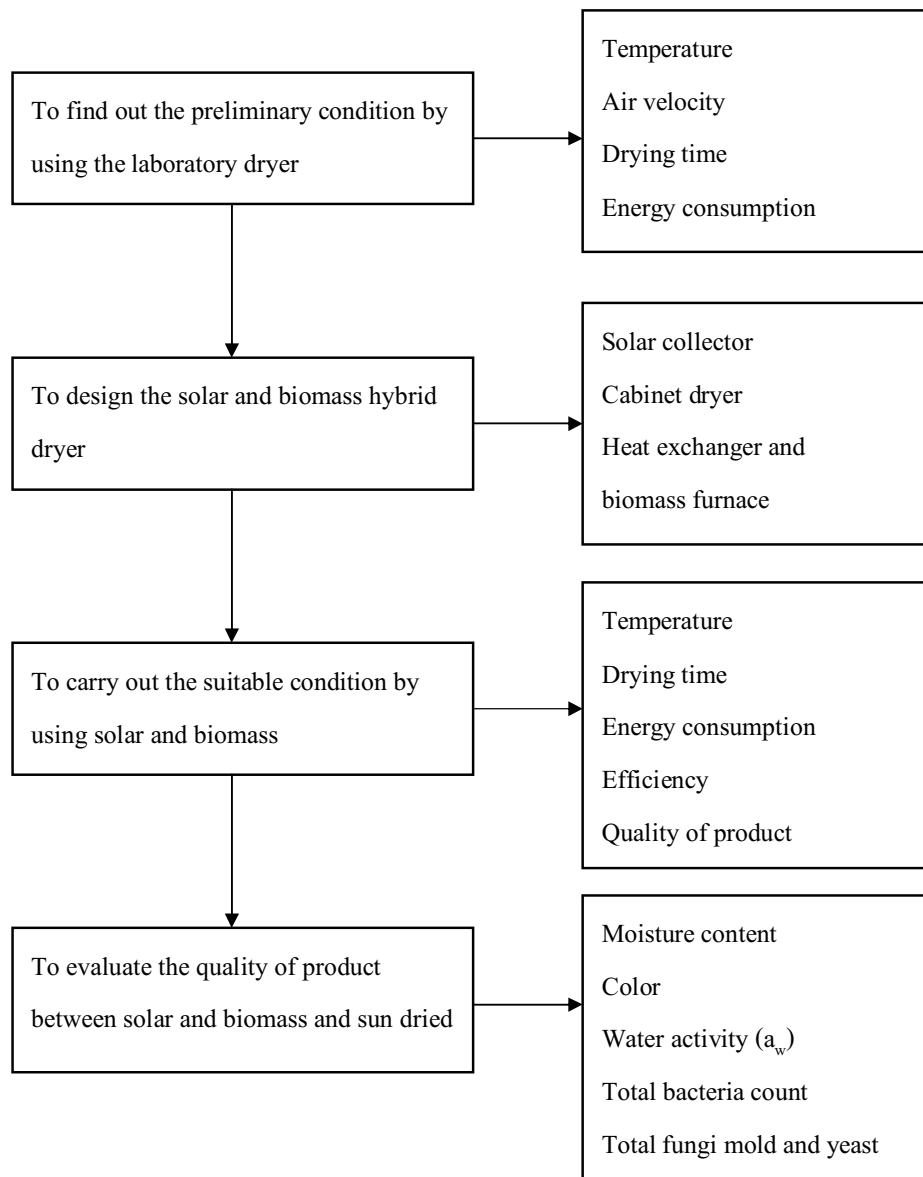 To find out the preliminary condition by
using the laboratory dryer
Temperature
Air velocity
Drying time
Energy consumption
To design the solar and biomass hybrid
dryer
Solar collector
Cabinet dryer
Heat exchanger and
biomass furnace
To carry out the suitable condition by
using solar and biomass
Temperature
Drying time
Energy consumption
Efficiency
Quality of product
To evaluate the quality of product
between solar and biomass and sun dried
Moisture content
Color
Water activity (a_w)
Total bacteria count
Total fungi mold and yeast